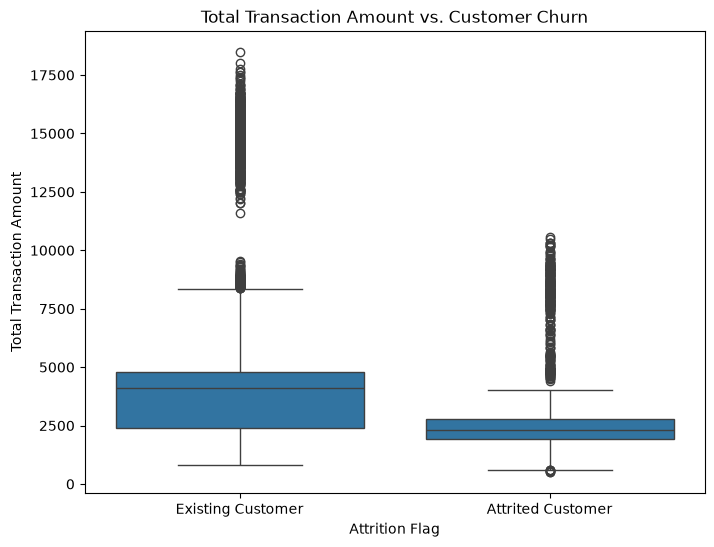 Total Transaction Amount vs. Customer Churn
Total Transaction Amount
17500
15000
12500
10000
7500
5000
2500
0
Existing Customer
Attrited Customer
Attrition Flag